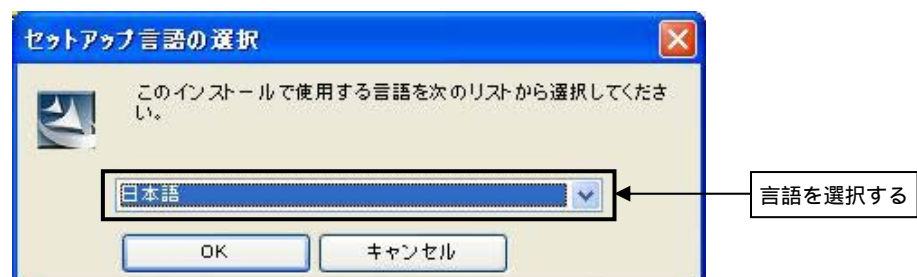 セットアップ言語の選択
このインストールで使用する言語を次のリストから選択してくださ
い。
日本語
言語を選択する
OK
キャンセル